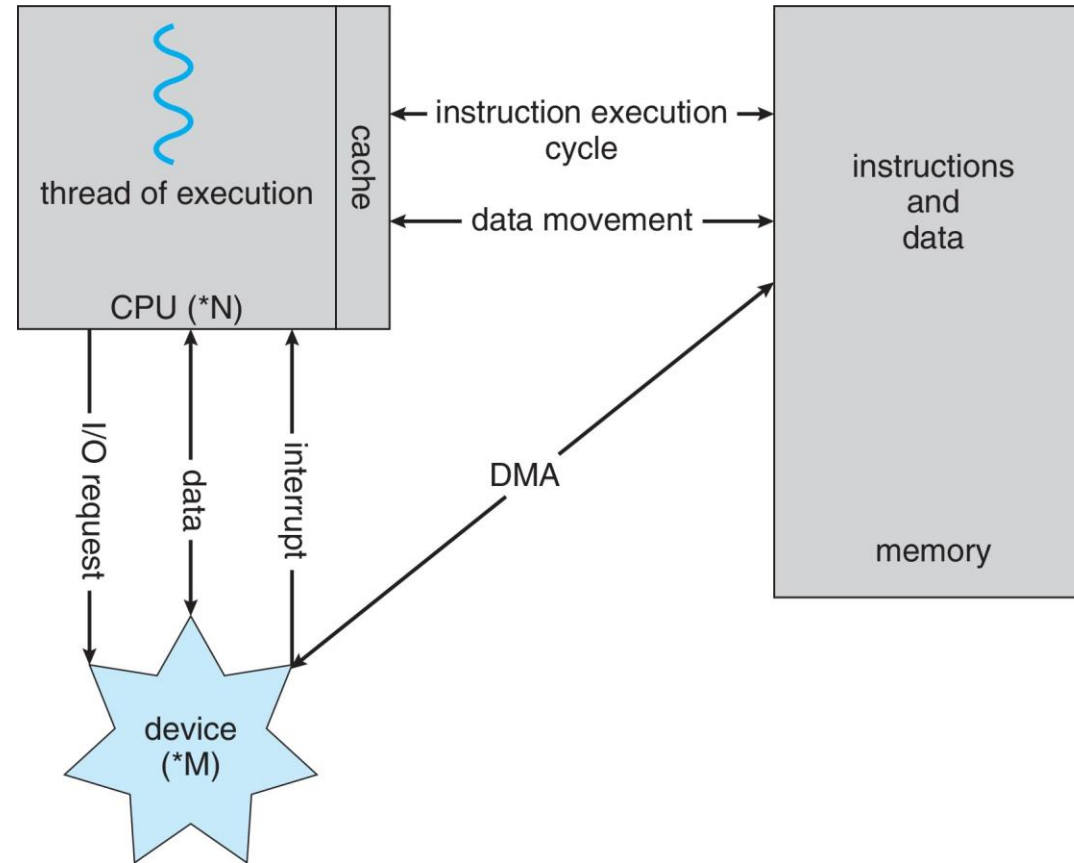 thread of execution
CPU (*N)
cache
instruction execution
cycle
data movement
instructions
and
data
memory
I/O request
data
interrupt
DMA
device
(*M)